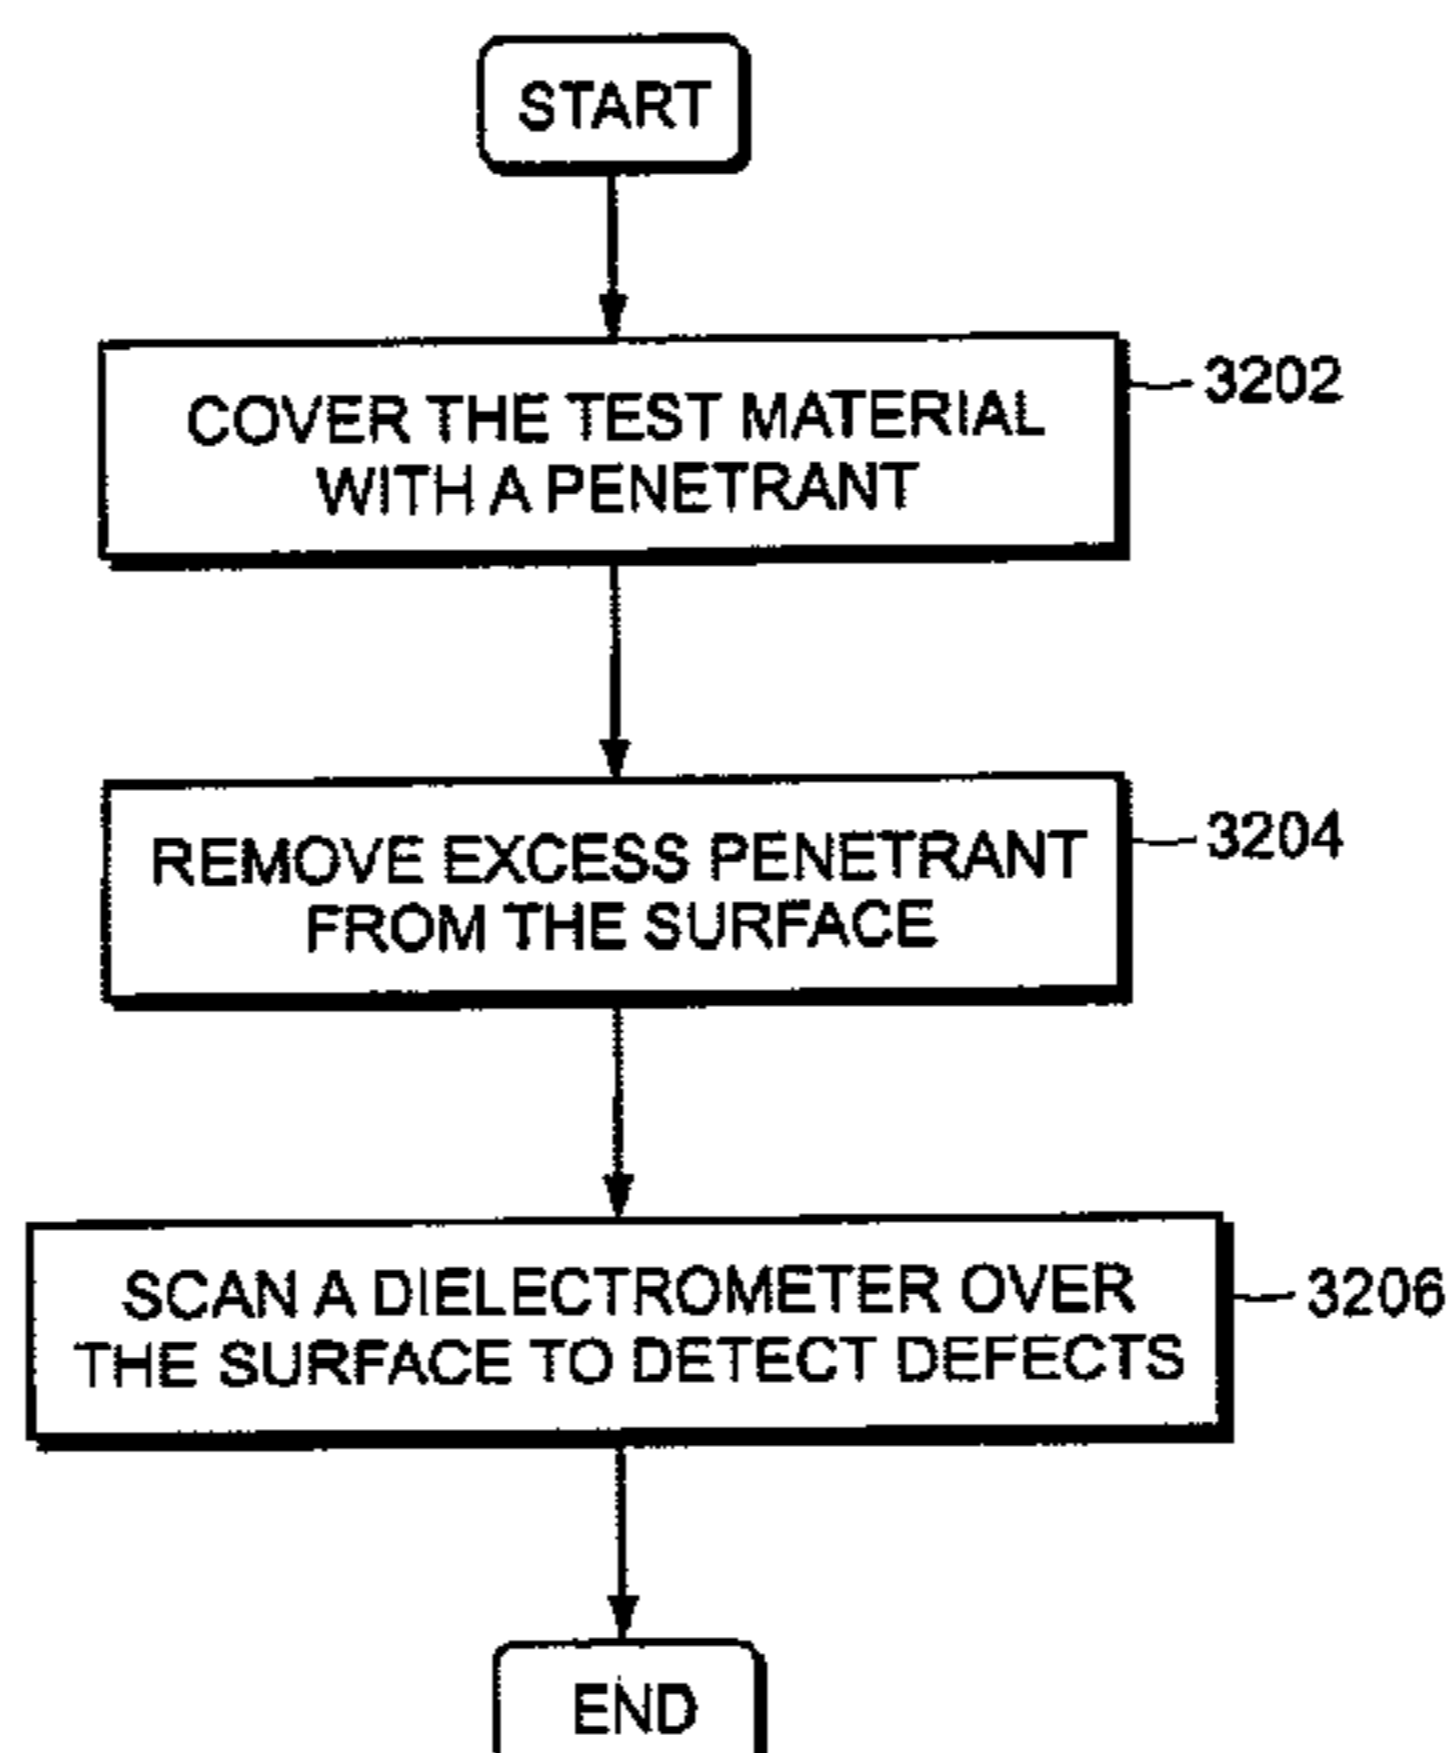 START
COVER THE TEST MATERIAL
WITH A PENETRANT
3202
REMOVE EXCESS PENETRANT
FROM THE SURFACE
3204
SCAN A DIELECTROMETER OVER
THE SURFACE TO DETECT DEFECTS
3206
END